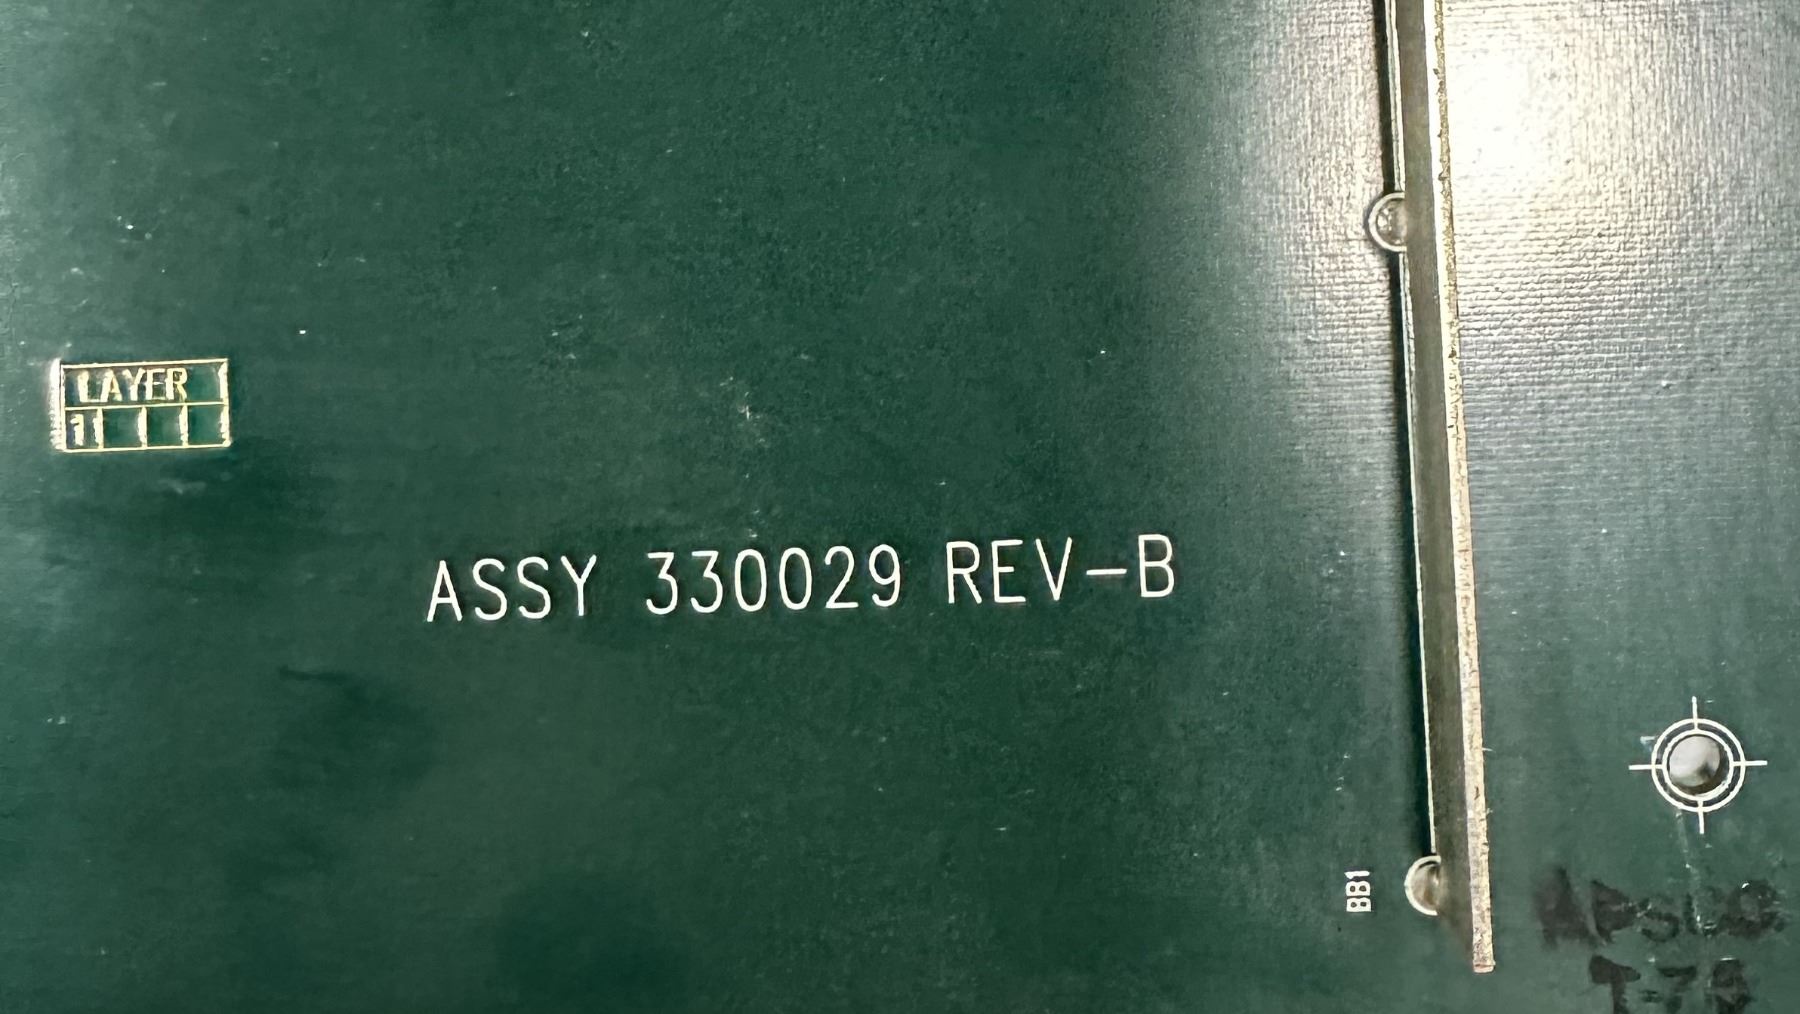 LAYER
1
ASSY 330029 REV-B
BB1